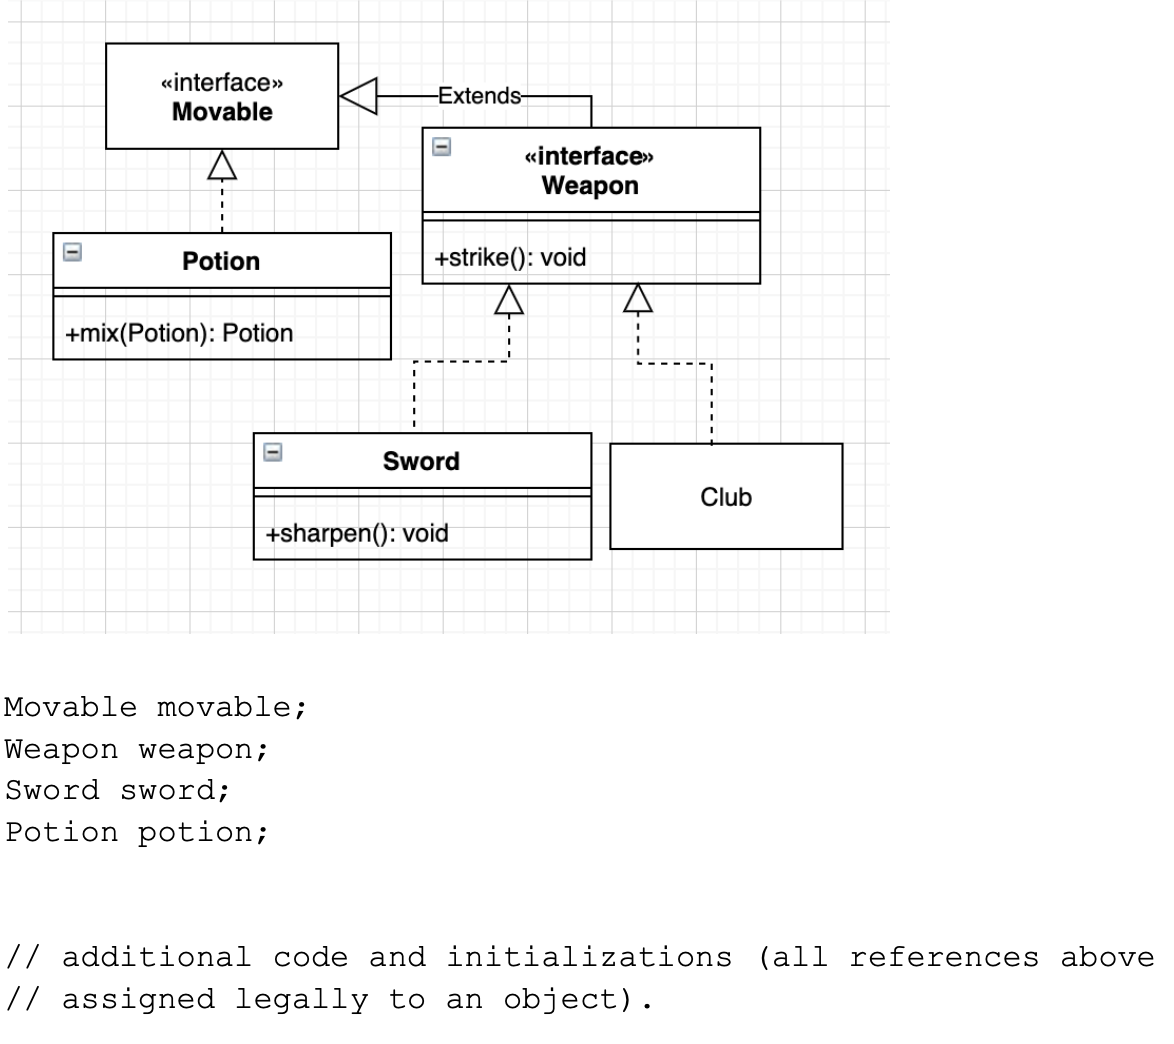 «interface»
Movable
Extends
«interface»
Weapon
+strike(): void
Potion
+mix(Potion): Potion
Sword
+sharpen(): void
Club
Movable movable;
Weapon weapon;
Sword sword;
Potion potion;
// additional code and initializations (all references above
// assigned legally to an object).